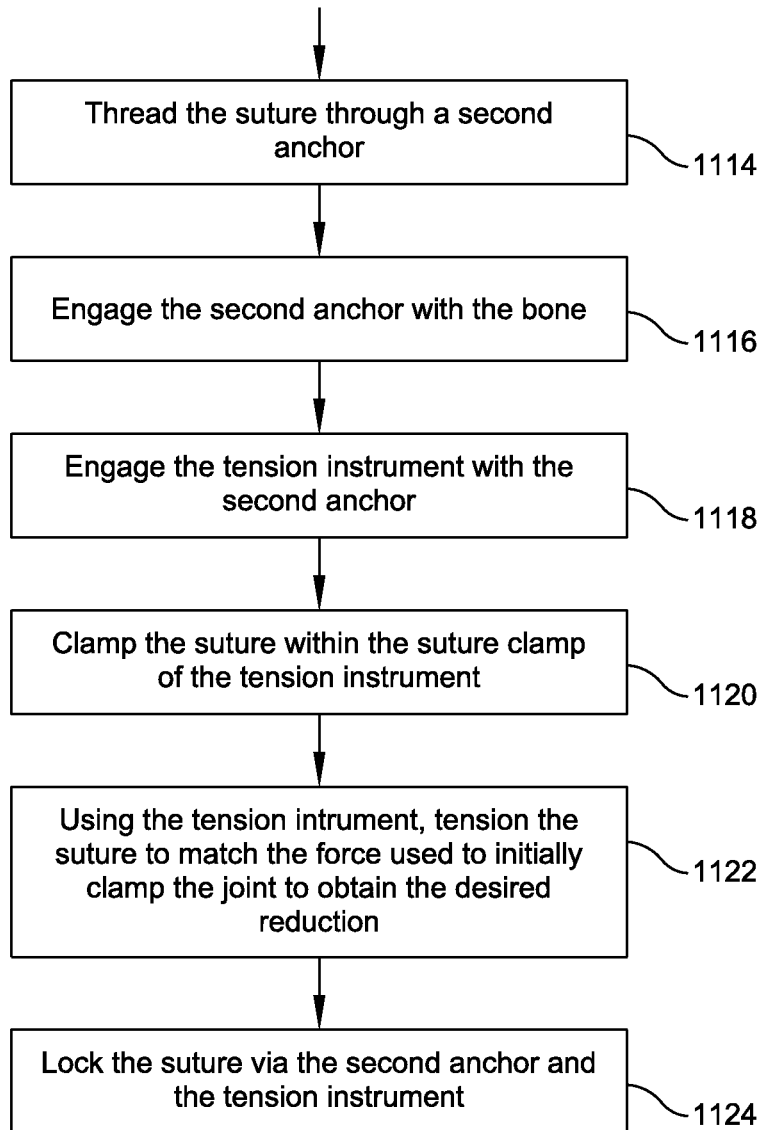 Thread the suture through a second
anchor
1114
Engage the second anchor with the bone
1116
Engage the tension instrument with the
second anchor
1118
Clamp the suture within the suture clamp
of the tension instrument
1120
Using the tension intrument, tension the
suture to match the force used to initially
clamp the joint to obtain the desired
reduction
1122
Lock the suture via the second anchor and
the tension instrument
1124